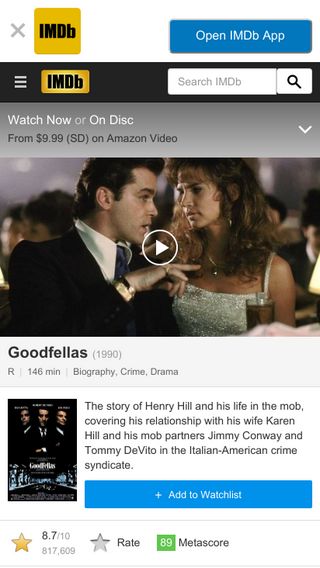 IMDb
Open IMDb App
IMDb
Search IMDb
Watch Now or On Disc
From $9.99 (SD) on Amazon Video
Goodfellas (1990)
R | 146 min | Biography, Crime, Drama
The story of Henry Hill and his life in the mob,
covering his relationship with his wife Karen
Hill and his mob partners Jimmy Conway and
Tommy DeVito in the Italian-American crime
syndicate.
Goodfellas
+ Add to Watchlist
8.7/10
817,609
Rate
89 Metascore